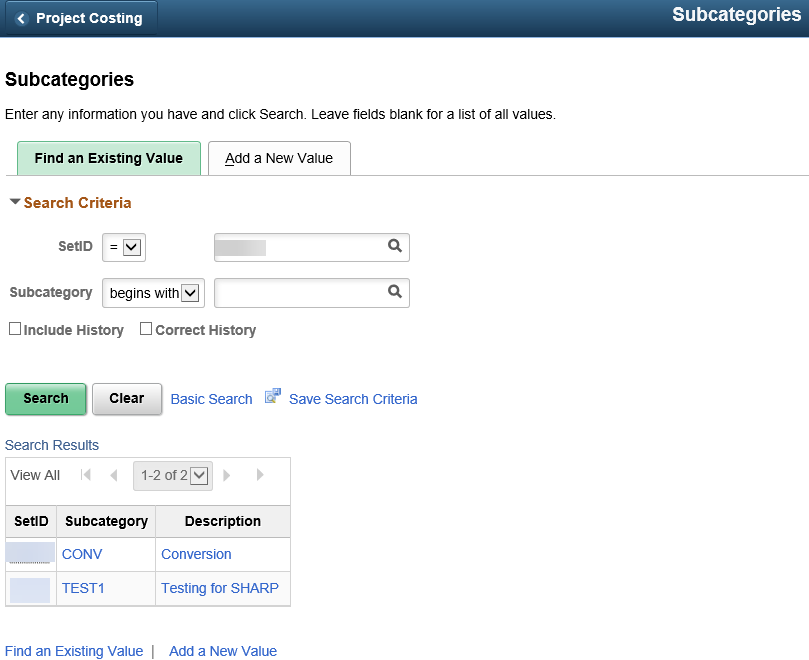 Project Costing
Subcategories
Subcategories
Enter any information you have and click Search. Leave fields blank for a list of all values.
Find an Existing Value Add a New Value
Search Criteria
SetID =
Subcategory begins with
Include History Correct History
Search Clear Basic Search Save Search Criteria
Search Results
View All 1-2 of 2
SetID Subcategory Description
CONV Conversion
TEST1 Testing for SHARP
Find an Existing Value | Add a New Value